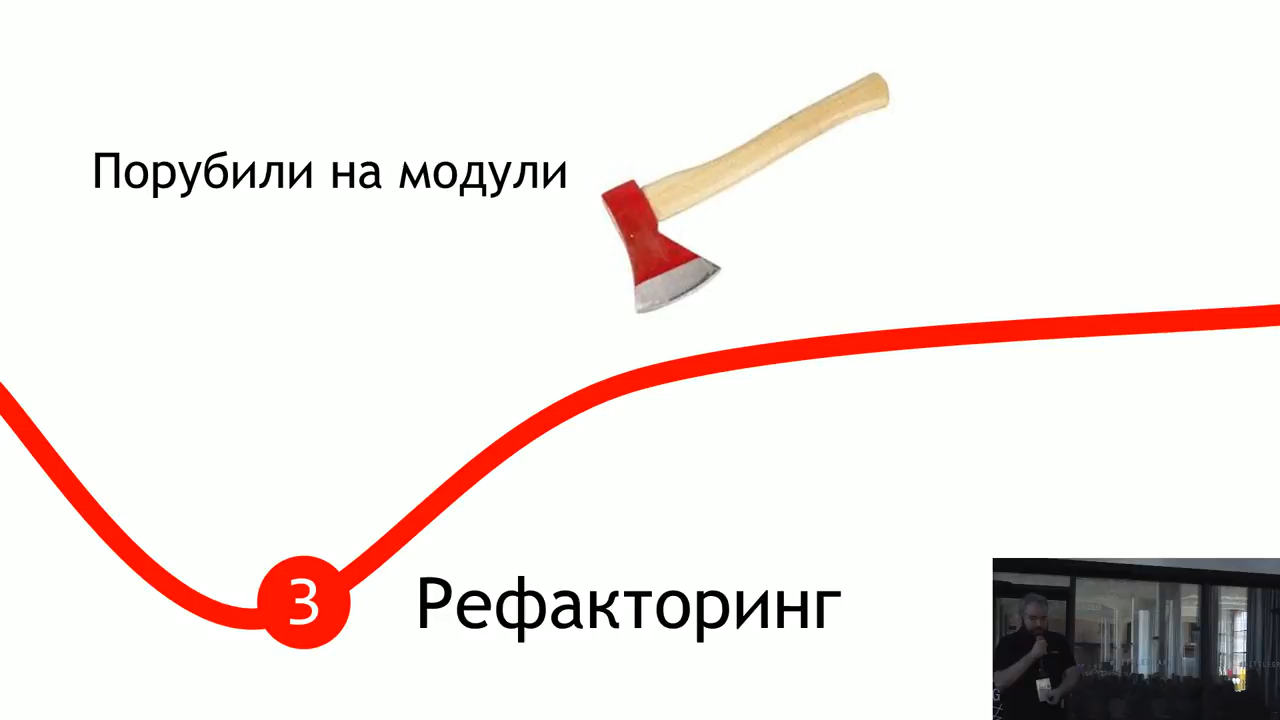 Порубили на модули
3
Рефакторинг